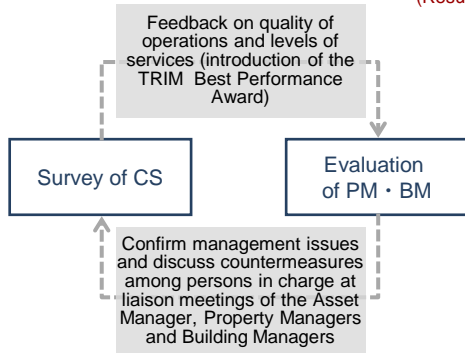 Feedback on quality of
operations and levels of
services (introduction of the
TRIM Best Performance
Award)
Survey of CS
Evaluation
of PM・BM
Confirm management issues
and discuss countermeasures
among persons in charge at
liaison meetings of the Asset
Manager, Property Managers
and Building Managers